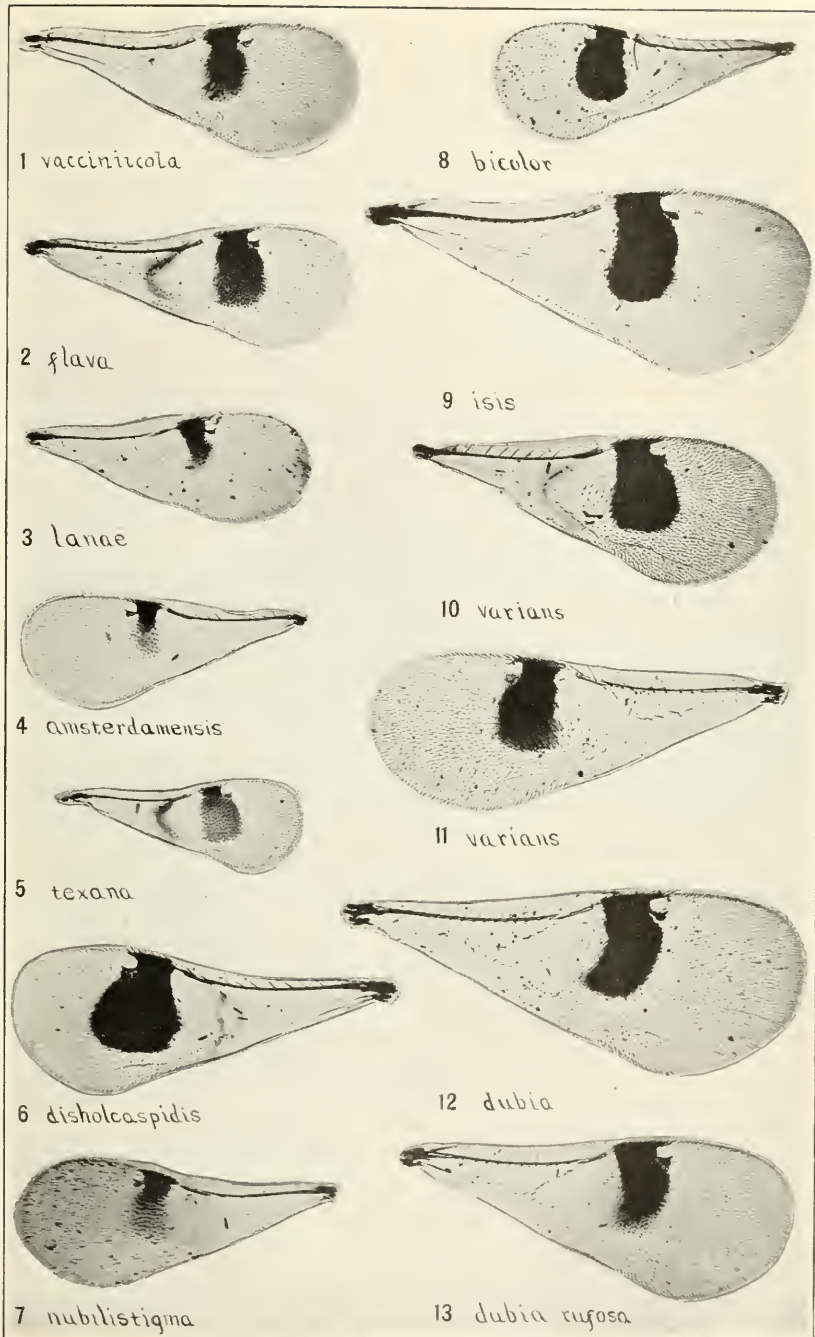 1 vacciniicola
2 flava
3 lanae
4 amsterdamensis
5 texana
6 disholcaspidis
7 nubilistigma
8 bicolor
9 isis
10 varians
11 varians
12 dubia
13 dubia rufosa